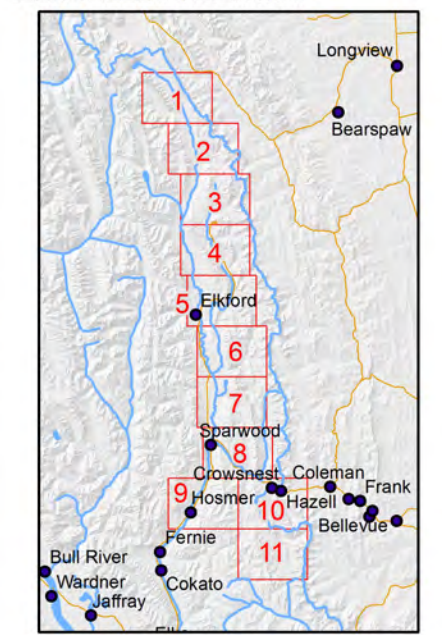 Longview
1
Bearspaw
2
3
4
5 Elkford
6
7
Sparwood
8
Crowsnest Coleman
9 Hosmer 10 Hazell Frank
Bellevue
11
Fernie
Bull River
Cokato
Wardner
Jaffray